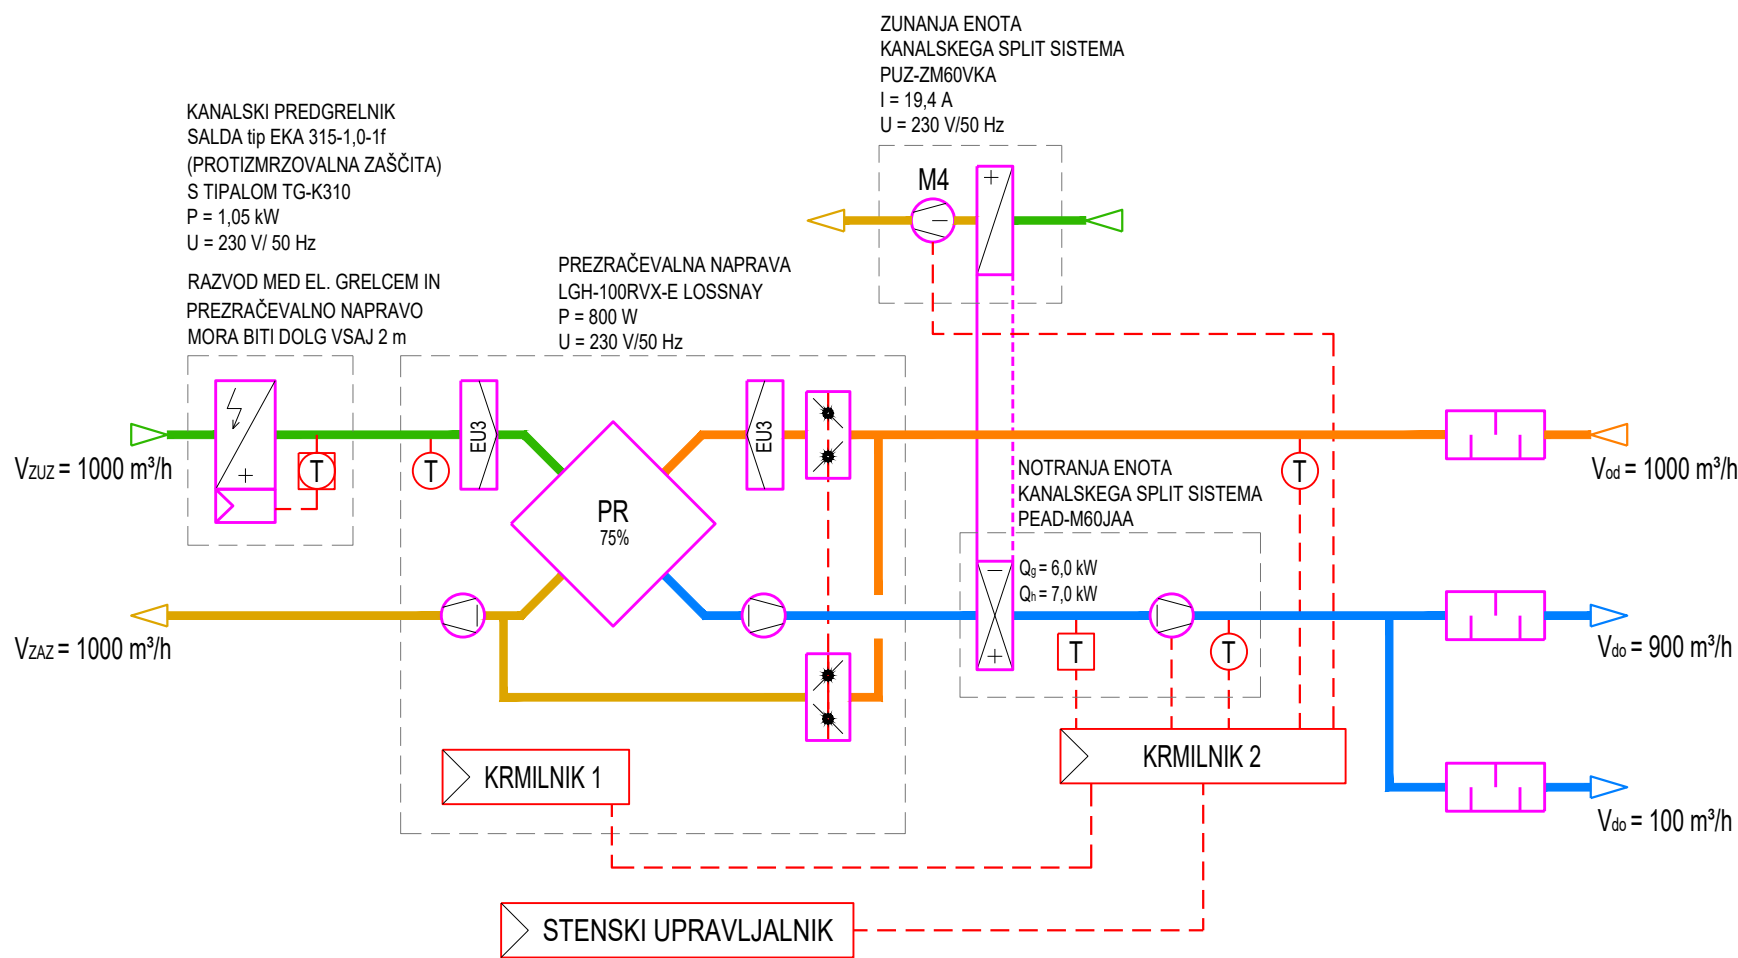 ZUNANJA ENOTA
KANALSKEGA SPLIT SISTEMA
PUZ-ZM60VKA
I = 19,4 A
U = 230 V/50 Hz
KANALSKI PREDGRELNIK
SALDA tip EKA 315-1,0-1f
(PROTIZMRZOVALNA ZAŠČITA)
S TIPALOM TG-K310
P = 1,05 kW
U = 230 V/ 50 Hz
RAZVOD MED EL. GRELCEM IN
PREZRAČEVALNO NAPRAVO
MORA BITI DOLG VSAJ 2 m
PREZRAČEVALNA NAPRAVA
LGH-100RVX-E LOSSNAY
P = 800 W
U = 230 V/50 Hz
M4
+
−
EU3
EU3
+
T
T
T
VZUZ = 1000 m³/h
Vod = 1000 m³/h
PR
75%
NOTRANJA ENOTA
KANALSKEGA SPLIT SISTEMA
PEAD-M60JAA
−
+
Qg = 6,0 kW
Qh = 7,0 kW
T
T
VZAZ = 1000 m³/h
Vdo = 900 m³/h
KRMILNIK 1
KRMILNIK 2
Vdo = 100 m³/h
STENSKI UPRAVLJALNIK